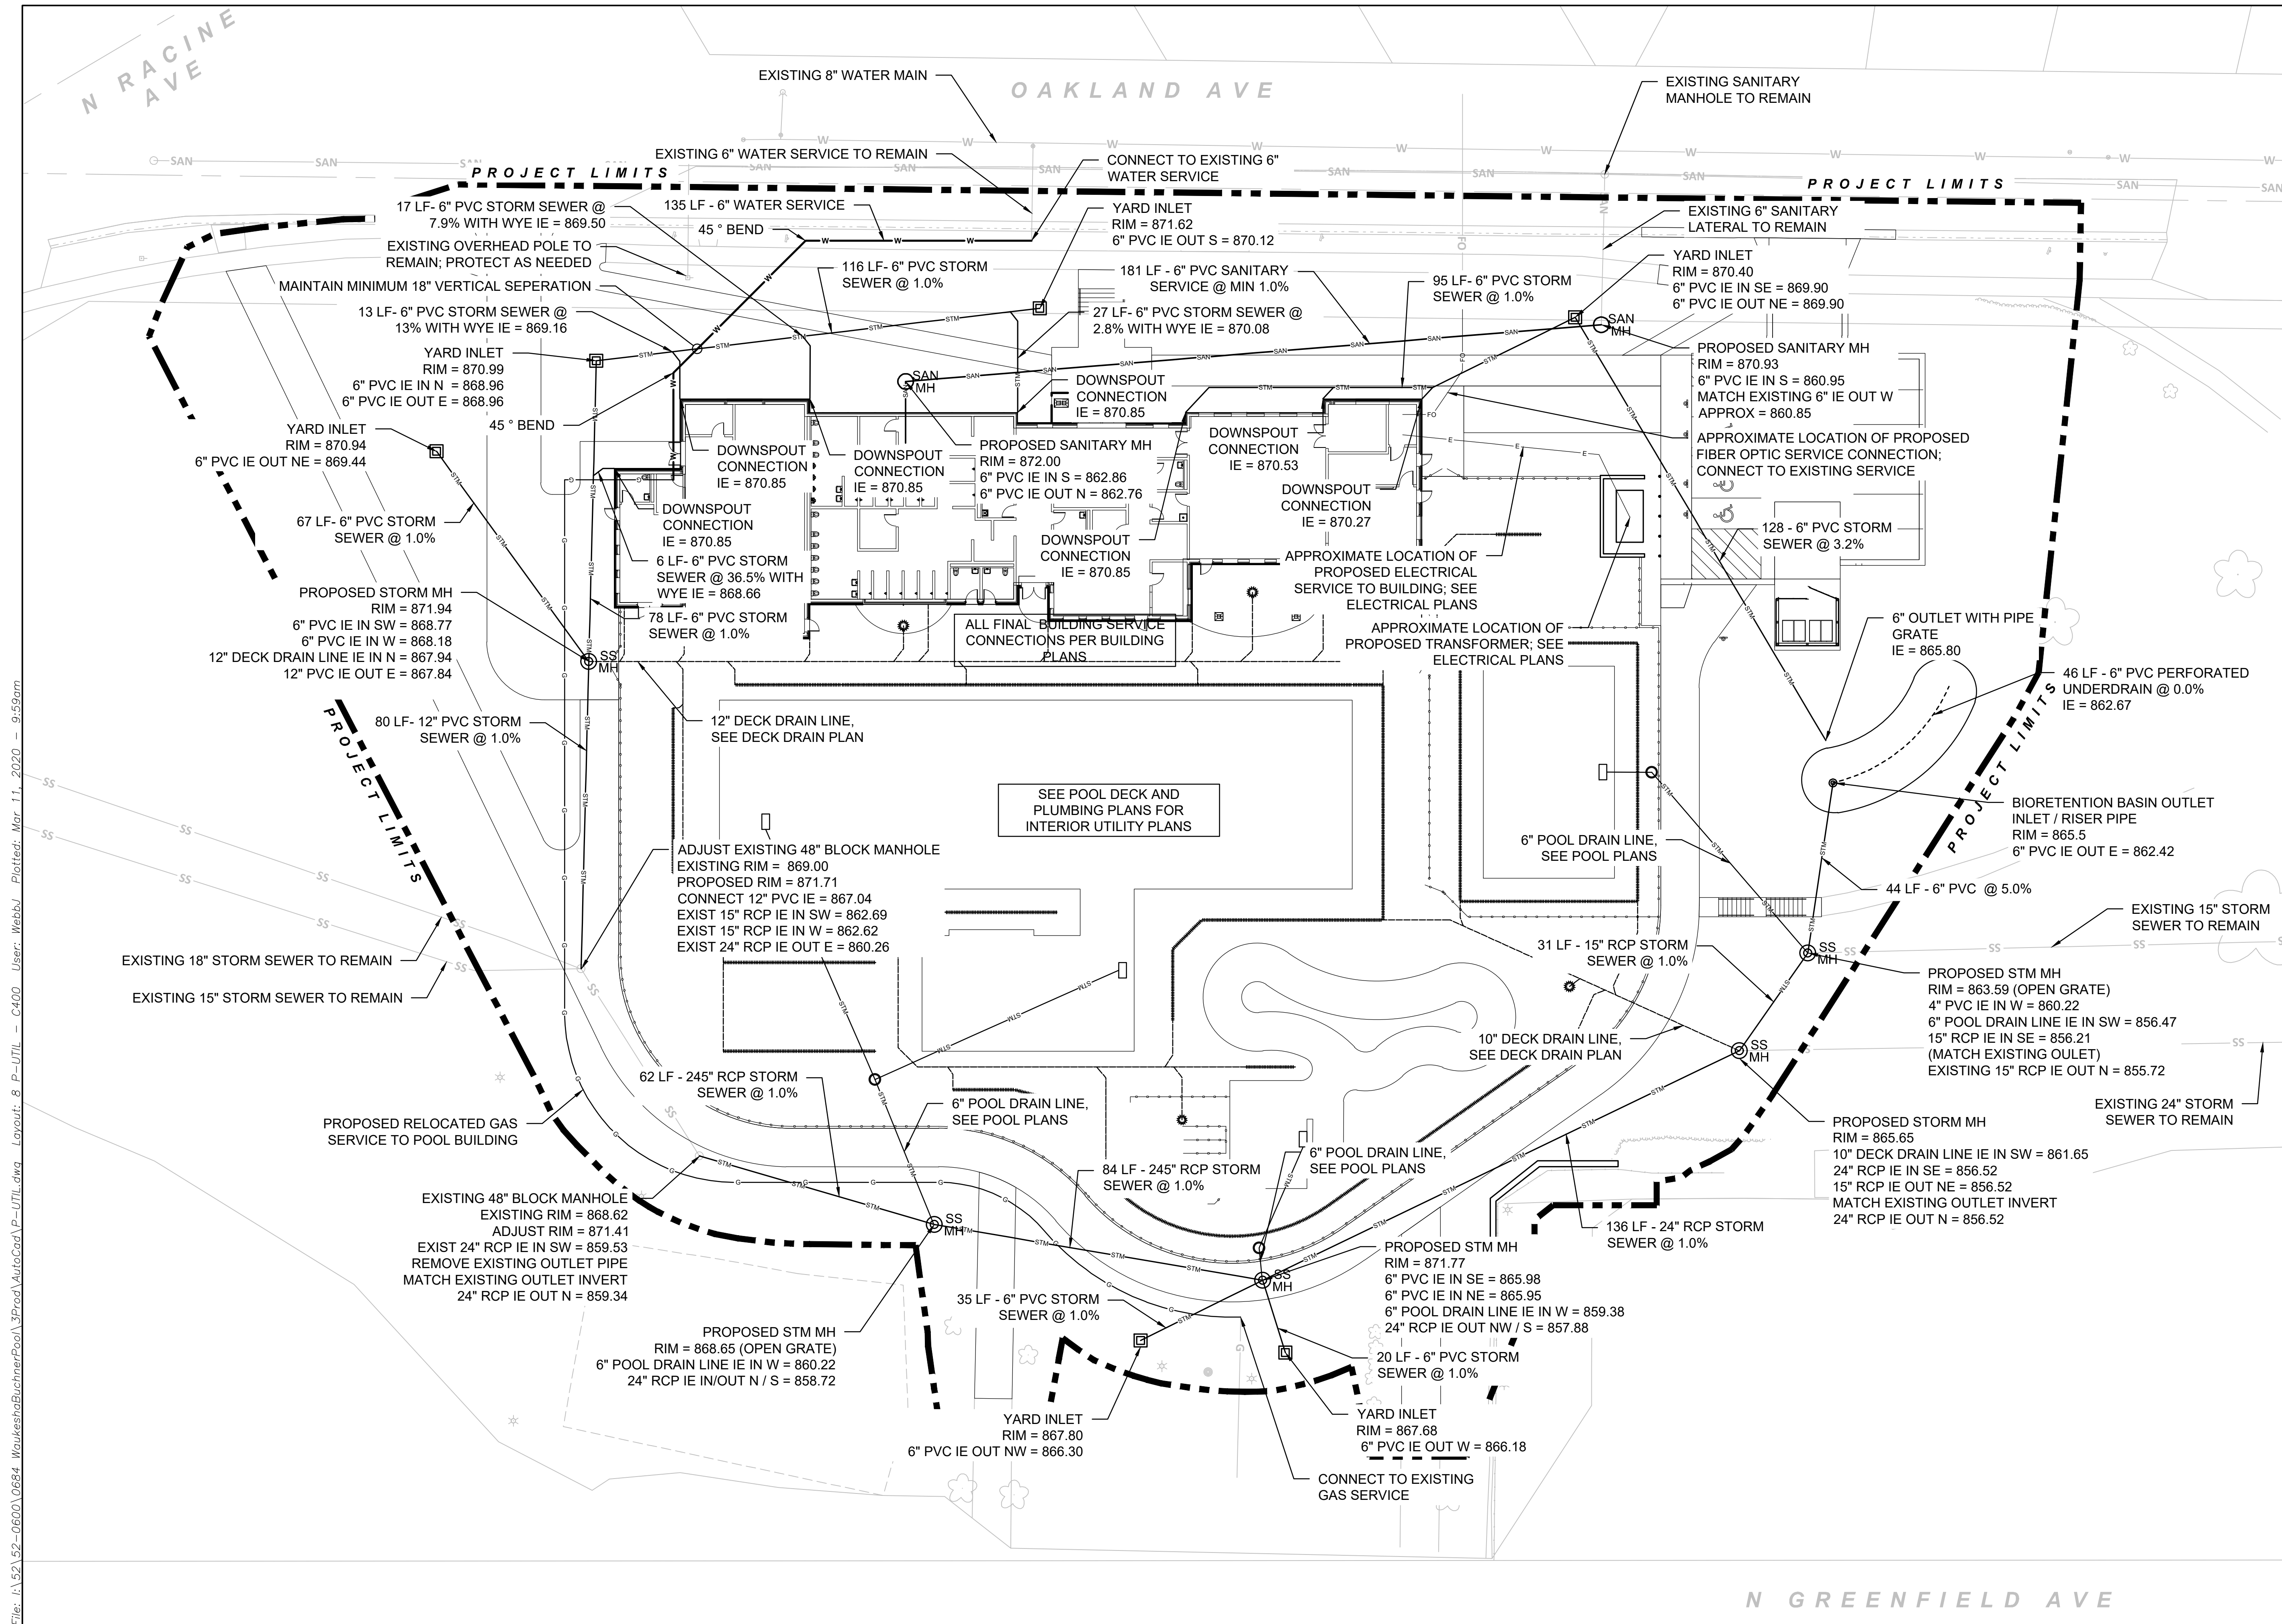 N RACINE
AVE
EXISTING 8" WATER MAIN
OAKLAND AVE
EXISTING SANITARY
MANHOLE TO REMAIN
EXISTING 6" WATER SERVICE TO REMAIN
CONNECT TO EXISTING 6"
WATER SERVICE
PROJECT LIMITS
PROJECT LIMITS
17 LF- 6" PVC STORM SEWER @
7.9% WITH WYE IE = 869.50
135 LF - 6" WATER SERVICE
45 ° BEND
YARD INLET
RIM = 871.62
6" PVC IE OUT S = 870.12
EXISTING 6" SANITARY
LATERAL TO REMAIN
EXISTING OVERHEAD POLE TO
REMAIN; PROTECT AS NEEDED
116 LF- 6" PVC STORM
SEWER @ 1.0%
181 LF - 6" PVC SANITARY
SERVICE @ MIN 1.0%
95 LF- 6" PVC STORM
SEWER @ 1.0%
YARD INLET
RIM = 870.40
6" PVC IE IN SE = 869.90
6" PVC IE OUT NE = 869.90
MAINTAIN MINIMUM 18" VERTICAL SEPERATION
13 LF- 6" PVC STORM SEWER @
13% WITH WYE IE = 869.16
27 LF- 6" PVC STORM SEWER @
2.8% WITH WYE IE = 870.08
SAN
MH
SAN
MH
YARD INLET
RIM = 870.99
6" PVC IE IN N = 868.96
6" PVC IE OUT E = 868.96
PROPOSED SANITARY MH
RIM = 870.93
6" PVC IE IN S = 860.95
MATCH EXISTING 6" IE OUT W
APPROX = 860.85
DOWNSPOUT
CONNECTION
IE = 870.85
45 ° BEND
YARD INLET
RIM = 870.94
6" PVC IE OUT NE = 869.44
DOWNSPOUT
CONNECTION
IE = 870.85
DOWNSPOUT
CONNECTION
IE = 870.85
PROPOSED SANITARY MH
RIM = 872.00
6" PVC IE IN S = 862.86
6" PVC IE OUT N = 862.76
DOWNSPOUT
CONNECTION
IE = 870.53
APPROXIMATE LOCATION OF PROPOSED
FIBER OPTIC SERVICE CONNECTION;
CONNECT TO EXISTING SERVICE
DOWNSPOUT
CONNECTION
IE = 870.85
DOWNSPOUT
CONNECTION
IE = 870.27
67 LF- 6" PVC STORM
SEWER @ 1.0%
128 - 6" PVC STORM
SEWER @ 3.2%
6 LF- 6" PVC STORM
SEWER @ 36.5% WITH
WYE IE = 868.66
DOWNSPOUT
CONNECTION
IE = 870.85
APPROXIMATE LOCATION OF
PROPOSED ELECTRICAL
SERVICE TO BUILDING; SEE
ELECTRICAL PLANS
PROPOSED STORM MH
RIM = 871.94
6" PVC IE IN SW = 868.77
6" PVC IE IN W = 868.18
12" DECK DRAIN LINE IE IN N = 867.94
12" PVC IE OUT E = 867.84
78 LF- 6" PVC STORM
SEWER @ 1.0%
SS
MH
ALL FINAL BUILDING SERVICE
CONNECTIONS PER BUILDING
PLANS
APPROXIMATE LOCATION OF
PROPOSED TRANSFORMER; SEE
ELECTRICAL PLANS
6" OUTLET WITH PIPE
GRATE
IE = 865.80
46 LF - 6" PVC PERFORATED
UNDERDRAIN @ 0.0%
IE = 862.67
80 LF- 12" PVC STORM
SEWER @ 1.0%
12" DECK DRAIN LINE,
SEE DECK DRAIN PLAN
PROJECT LIMITS
PROJECT LIMITS
SEE POOL DECK AND
PLUMBING PLANS FOR
INTERIOR UTILITY PLANS
BIORETENTION BASIN OUTLET
INLET / RISER PIPE
RIM = 865.5
6" PVC IE OUT E = 862.42
ADJUST EXISTING 48" BLOCK MANHOLE
EXISTING RIM = 869.00
PROPOSED RIM = 871.71
CONNECT 12" PVC IE = 867.04
EXIST 15" RCP IE IN SW = 862.69
EXIST 15" RCP IE IN W = 862.62
EXIST 24" RCP IE OUT E = 860.26
6" POOL DRAIN LINE,
SEE POOL PLANS
44 LF - 6" PVC @ 5.0%
EXISTING 15" STORM
SEWER TO REMAIN
EXISTING 18" STORM SEWER TO REMAIN
31 LF - 15" RCP STORM
SEWER @ 1.0%
SS
MH
EXISTING 15" STORM SEWER TO REMAIN
PROPOSED STM MH
RIM = 863.59 (OPEN GRATE)
4" PVC IE IN W = 860.22
6" POOL DRAIN LINE IE IN SW = 856.47
15" RCP IE IN SE = 856.21
(MATCH EXISTING OULET)
EXISTING 15" RCP IE OUT N = 855.72
10" DECK DRAIN LINE,
SEE DECK DRAIN PLAN
SS
MH
62 LF - 245" RCP STORM
SEWER @ 1.0%
6" POOL DRAIN LINE,
SEE POOL PLANS
EXISTING 24" STORM
SEWER TO REMAIN
PROPOSED RELOCATED GAS
SERVICE TO POOL BUILDING
PROPOSED STORM MH
RIM = 865.65
10" DECK DRAIN LINE IE IN SW = 861.65
24" RCP IE IN SE = 856.52
15" RCP IE OUT NE = 856.52
MATCH EXISTING OUTLET INVERT
24" RCP IE OUT N = 856.52
6" POOL DRAIN LINE,
SEE POOL PLANS
84 LF - 245" RCP STORM
SEWER @ 1.0%
EXISTING 48" BLOCK MANHOLE
EXISTING RIM = 868.62
ADJUST RIM = 871.41
EXIST 24" RCP IE IN SW = 859.53
REMOVE EXISTING OUTLET PIPE
MATCH EXISTING OUTLET INVERT
24" RCP IE OUT N = 859.34
SS
MH
136 LF - 24" RCP STORM
SEWER @ 1.0%
SS
MH
PROPOSED STM MH
RIM = 871.77
6" PVC IE IN SE = 865.98
6" PVC IE IN NE = 865.95
6" POOL DRAIN LINE IE IN W = 859.38
24" RCP IE OUT NW / S = 857.88
35 LF - 6" PVC STORM
SEWER @ 1.0%
PROPOSED STM MH
RIM = 868.65 (OPEN GRATE)
6" POOL DRAIN LINE IE IN W = 860.22
24" RCP IE IN/OUT N / S = 858.72
20 LF - 6" PVC STORM
SEWER @ 1.0%
YARD INLET
RIM = 867.80
6" PVC IE OUT NW = 866.30
YARD INLET
RIM = 867.68
6" PVC IE OUT W = 866.18
CONNECT TO EXISTING
GAS SERVICE
N GREENFIELD AVE
File: I:\52\52-0600\0684 WaukeshaBuchnerPool\3Prod\AutoCad\P-UTIL.dwg Layout: 8 P-UTIL - C400 User: WebbJ Plotted: Mar 11, 2020 - 9:59am